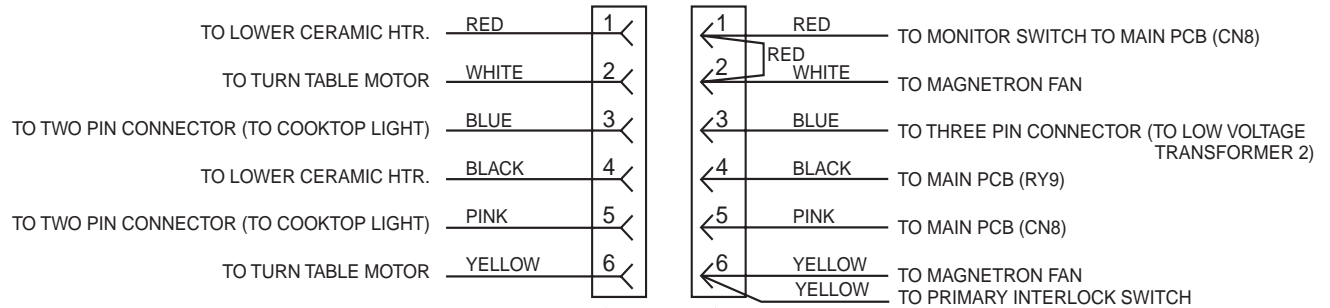 TO LOWER CERAMIC HTR. RED 1
TO TURN TABLE MOTOR WHITE 2
TO TWO PIN CONNECTOR (TO COOKTOP LIGHT) BLUE 3
TO LOWER CERAMIC HTR. BLACK 4
TO TWO PIN CONNECTOR (TO COOKTOP LIGHT) PINK 5
TO TURN TABLE MOTOR YELLOW 6
1 RED TO MONITOR SWITCH TO MAIN PCB (CN8)
RED
2 WHITE TO MAGNETRON FAN
3 BLUE TO THREE PIN CONNECTOR (TO LOW VOLTAGE
TRANSFORMER 2)
4 BLACK TO MAIN PCB (RY9)
5 PINK TO MAIN PCB (CN8)
6 YELLOW TO MAGNETRON FAN
YELLOW TO PRIMARY INTERLOCK SWITCH